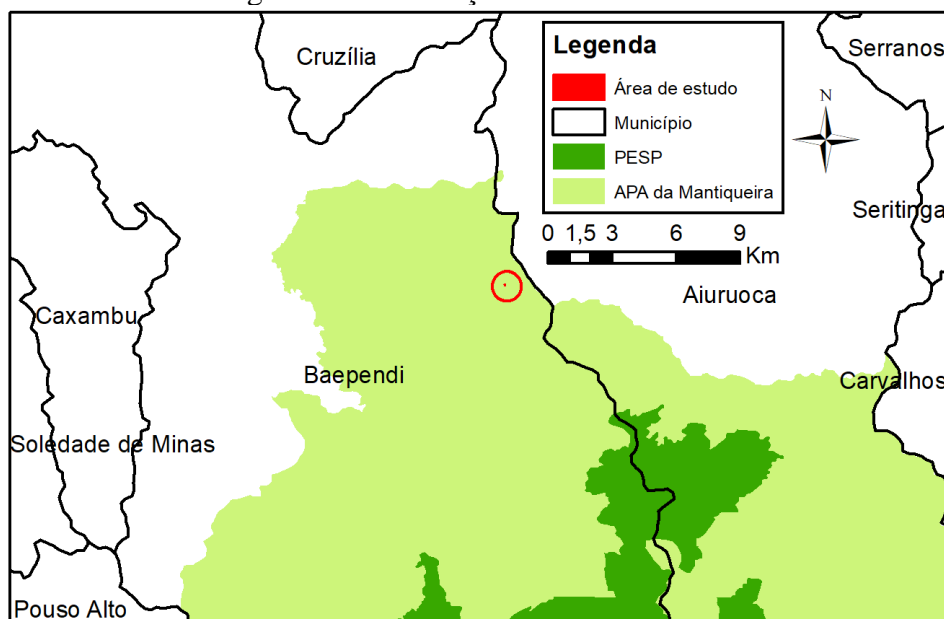 Cruzília
Legenda
Área de estudo
Município
PESP
APA da Mantiqueira
Serranos
N
Seritinga
0 1,5 3 6 9
Km
Aiuruoca
Caxambu
Baependi
Carvalhos
Soledade de Minas
Pouso Alto